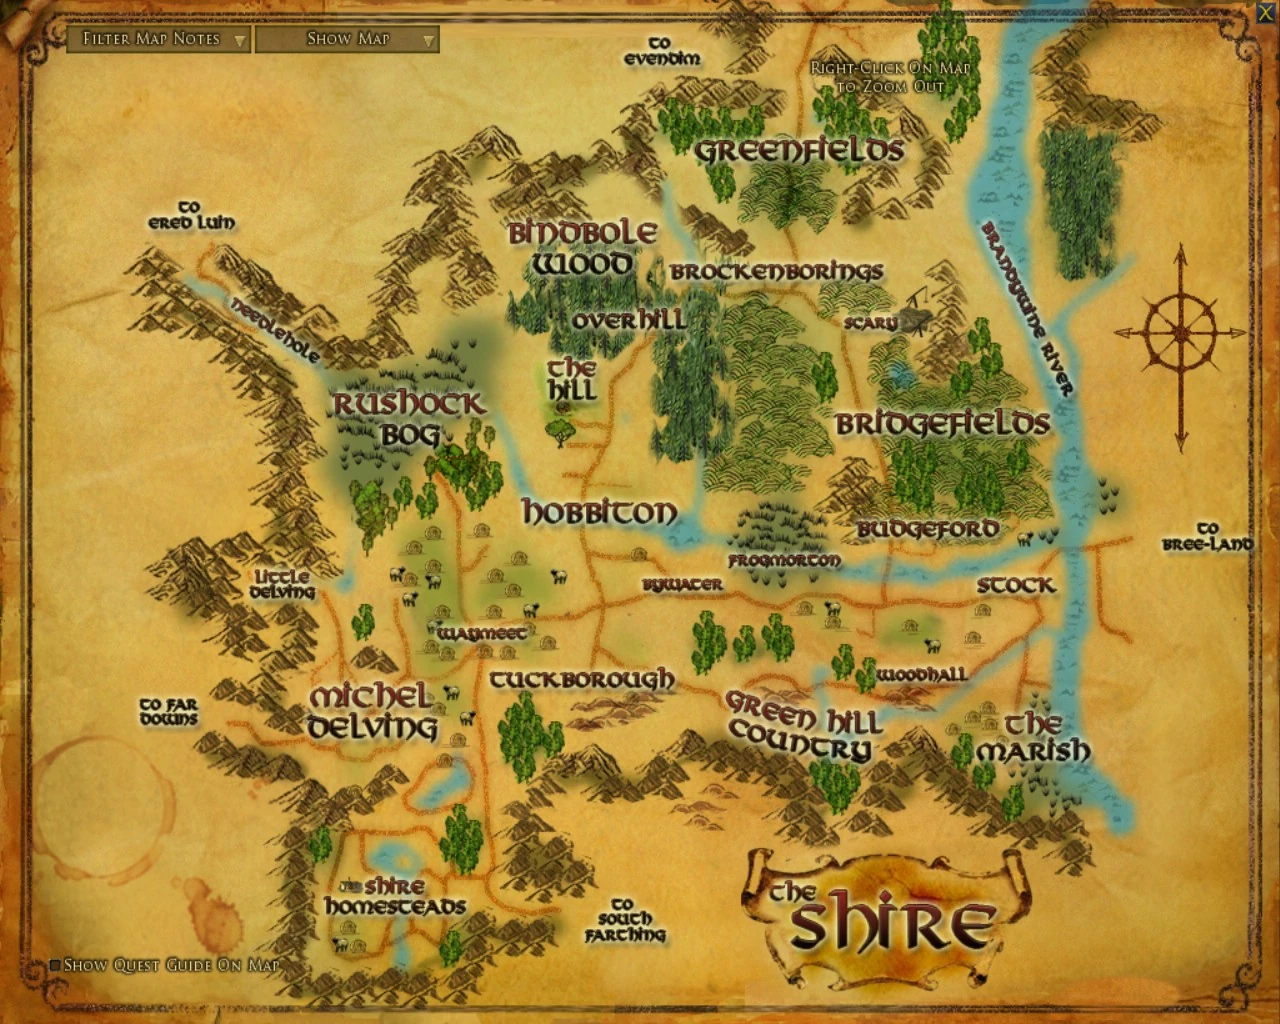 Filter Map Notes
Show Map
To
Evendim
Right-Click On Map
to Zoom Out
Greenfields
To
Ered Luin
Bindbole
Wood
Brockenborings
Brandywine River
Needlehole
Overhill
Scary
The
Hill
Rushock
Bog
Bridgefields
Hobbiton
Budgeford
To
Bree-land
Frogmorton
Little
Delving
Bywater
Stock
Waymeet
Tuckborough
Woodhall
Michel
Delving
To Far
Downs
Green Hill
Country
The
Marish
Shire
Homesteads
The
Shire
To
South
Farthing
Show Quest Guide On Map